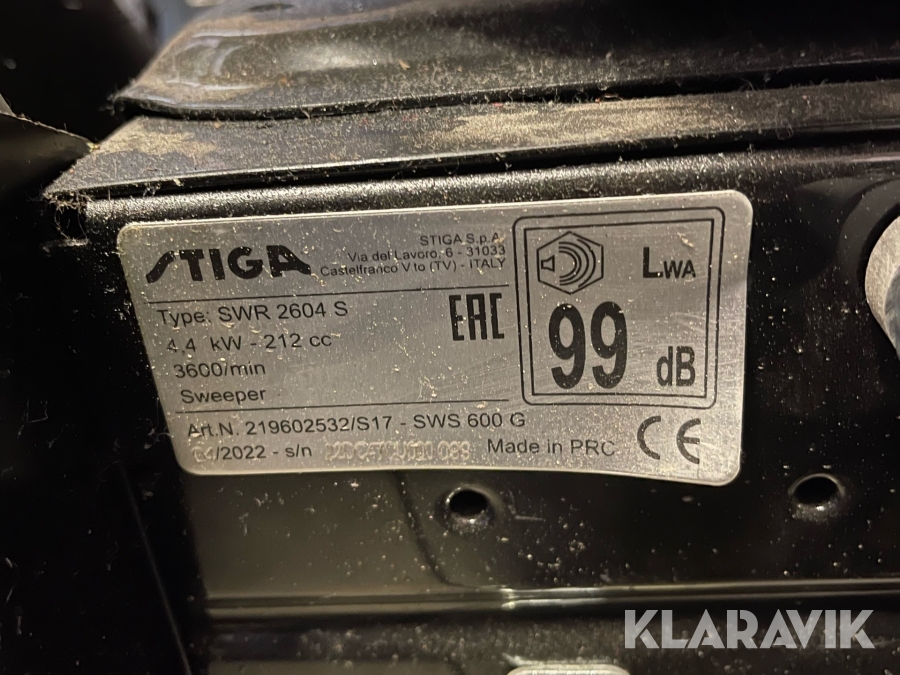 STIGA
STIGA S.p.A.
Via del Lavoro, 6 - 31033
Castelfranco V.to (TV) - ITALY
Type: SWR 2604 S
4,4 kW - 212 cc
3600/min
Sweeper
EAC
LWA
99 dB
Art.N. 219602532/S17 - SWS 600 G
/2022 - s/n
Made in PRC
CE
KLARAVIK